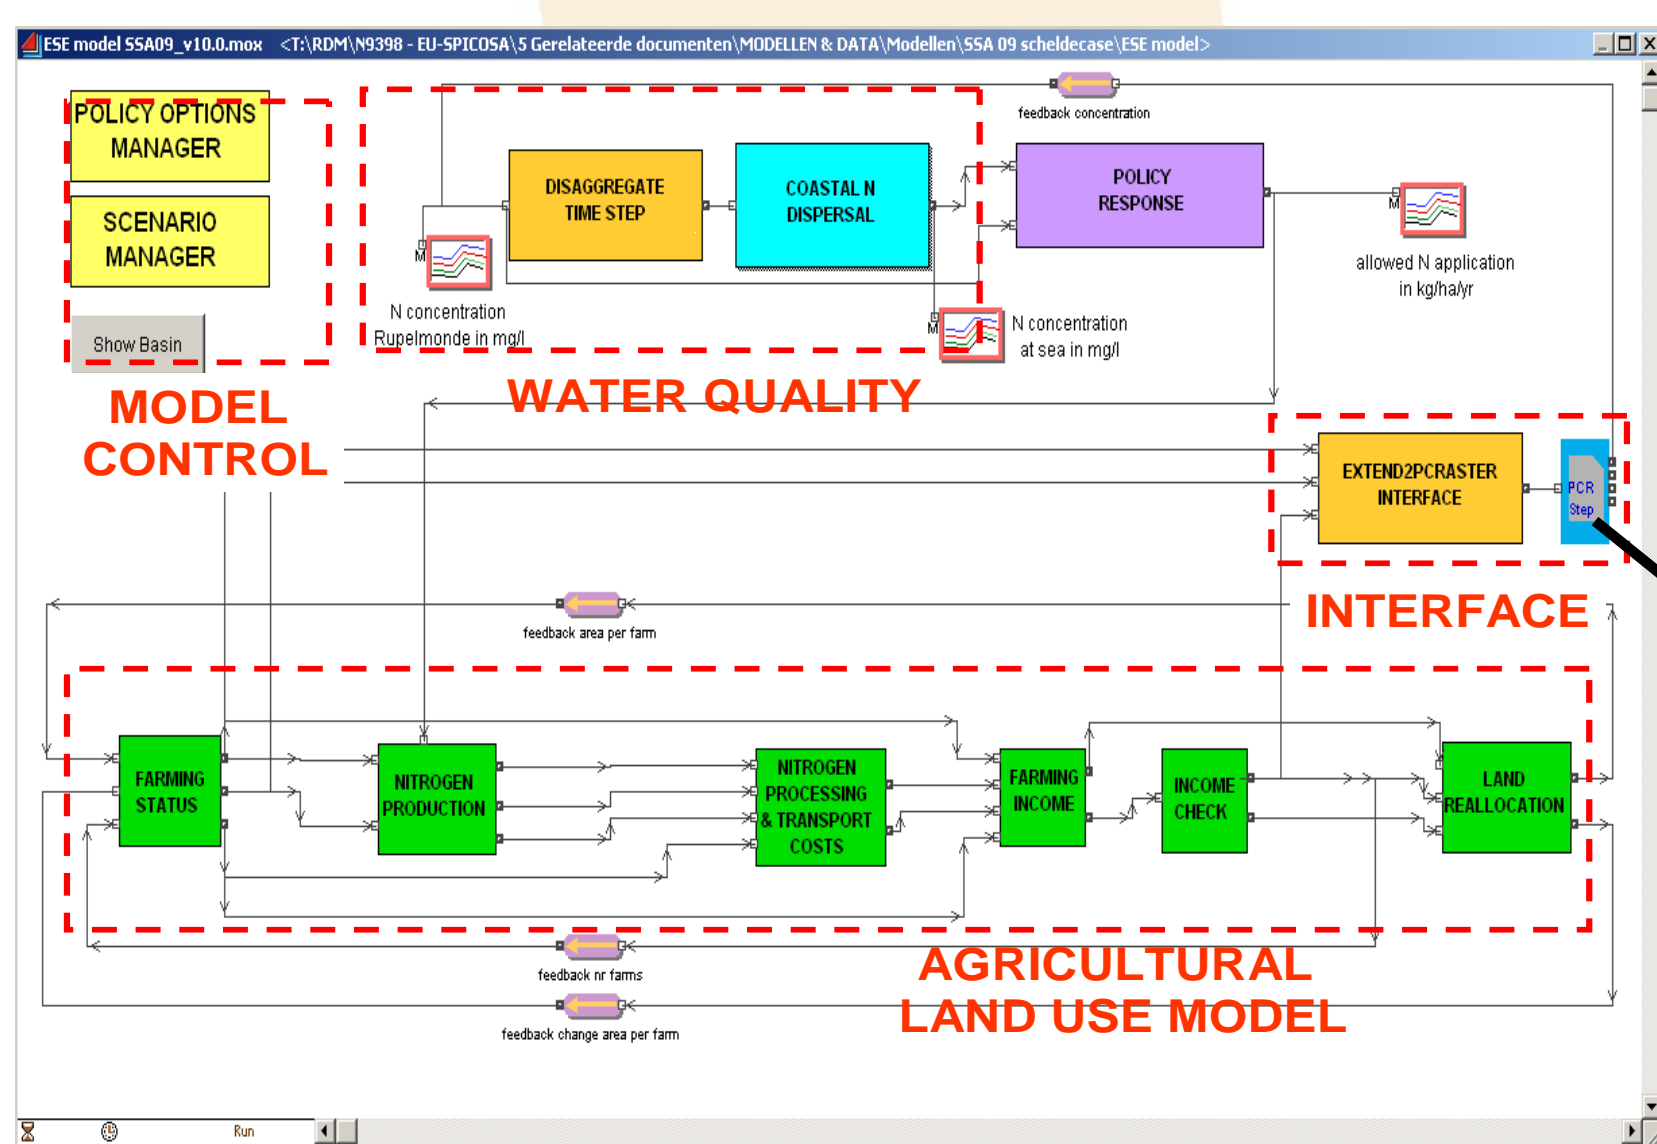 ESE model SSA09_v10.0.mox <T:\RDM\N9398 - EU-SPICOSA\5 Gerelateerde documenten\MODELLEN & DATA\Modellen\SSA 09 scheldecase\ESE model>
POLICY OPTIONS
MANAGER
SCENARIO
MANAGER
Show Basin
MODEL
CONTROL
feedback concentration
DISAGGREGATE
TIME STEP
COASTAL N
DISPERSAL
POLICY
RESPONSE
M
N concentration
Rupelmonde in mg/l
M
N concentration
at sea in mg/l
M
allowed N application
in kg/ha/yr
WATER QUALITY
EXTEND2PCRASTER
INTERFACE
PCR
Step
INTERFACE
feedback area per farm
FARMING
STATUS
NITROGEN
PRODUCTION
NITROGEN
PROCESSING
& TRANSPORT
COSTS
FARMING
INCOME
INCOME
CHECK
LAND
REALLOCATION
feedback nr farms
feedback change area per farm
AGRICULTURAL
LAND USE MODEL
Run